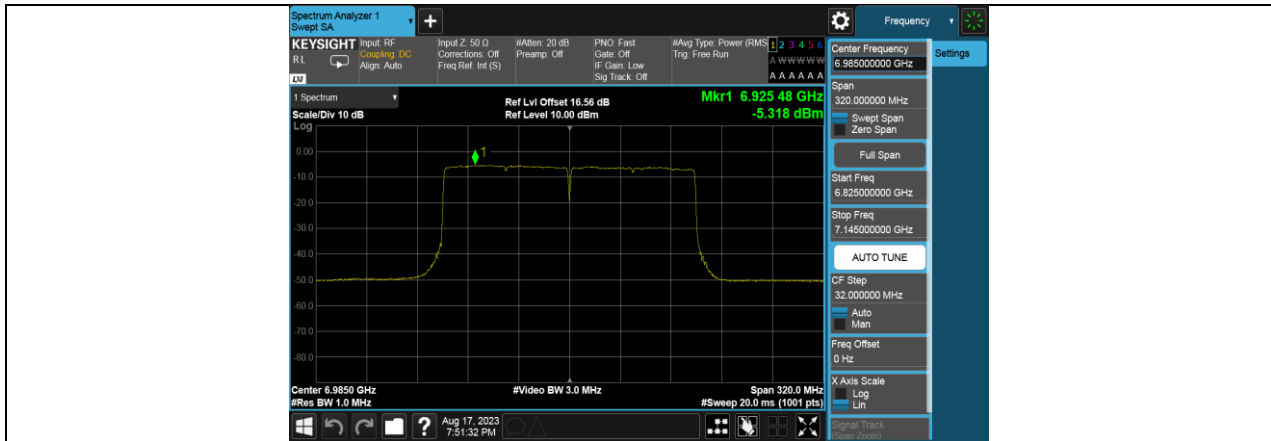 Spectrum Analyzer 1
Swept SA
+
Frequency
KEYSIGHT
RL
LXI
Input: RF
Coupling: DC
Align: Auto
Input Z: 50 Ω
Corrections: Off
Freq Ref: Int (S)
#Atten: 20 dB
Preamp: Off
PNO: Fast
Gate: Off
IF Gain: Low
Sig Track: Off
#Avg Type: Power (RMS
Trig: Free Run
1 2 3 4 5 6
A W W W W W
A A A A A A
1 Spectrum
Scale/Div 10 dB
Log
Ref Lvl Offset 16.56 dB
Ref Level 10.00 dBm
Mkr1 6.925 48 GHz
-5.318 dBm
1
0.00
-10.0
-20.0
-30.0
-40.0
-50.0
-60.0
-70.0
-80.0
Center 6.9850 GHz
#Res BW 1.0 MHz
#Video BW 3.0 MHz
Span 320.0 MHz
#Sweep 20.0 ms (1001 pts)
?
Aug 17, 2023
7:51:32 PM
Center Frequency
6.985000000 GHz
Settings
Span
320.000000 MHz
Swept Span
Zero Span
Full Span
Start Freq
6.825000000 GHz
Stop Freq
7.145000000 GHz
AUTO TUNE
CF Step
32.000000 MHz
Auto
Man
Freq Offset
0 Hz
X Axis Scale
Log
Lin
Signal Track
(Span Zoom)